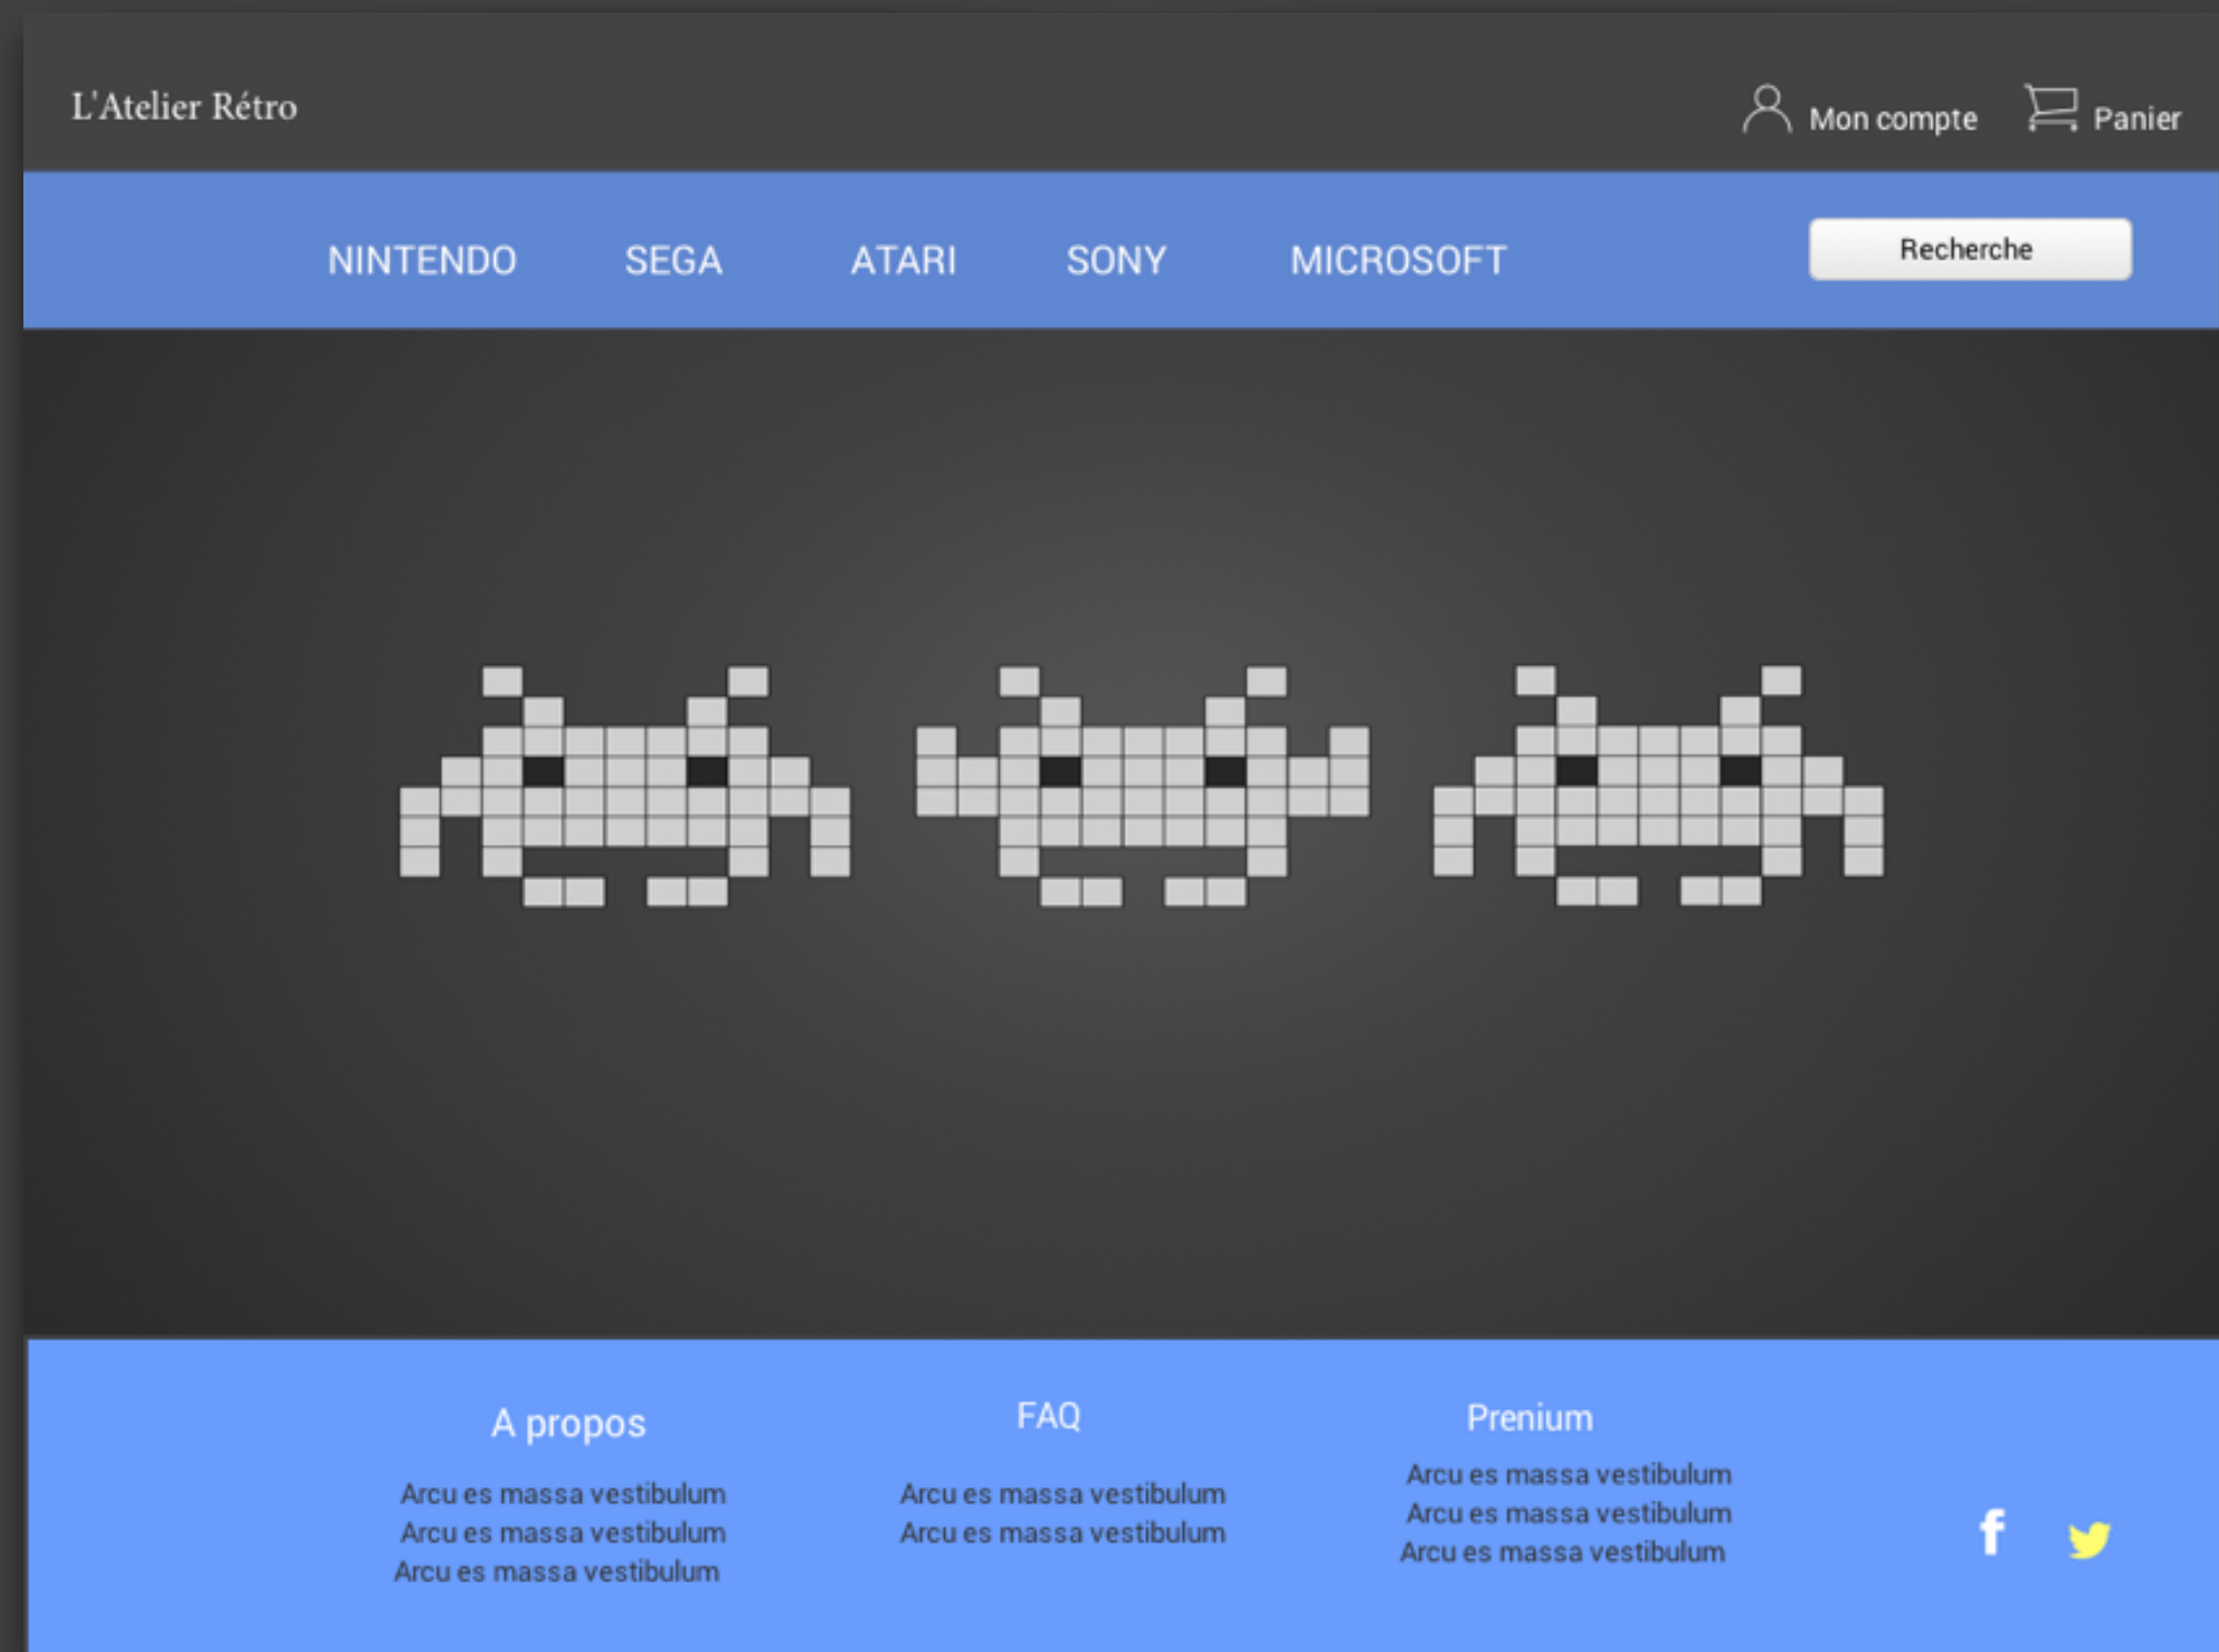 L'Atelier Rétro
Mon compte
Panier
NINTENDO
SEGA
ATARI
SONY
MICROSOFT
Recherche
A propos
Arcu es massa vestibulum
Arcu es massa vestibulum
Arcu es massa vestibulum
FAQ
Arcu es massa vestibulum
Arcu es massa vestibulum
Prenium
Arcu es massa vestibulum
Arcu es massa vestibulum
Arcu es massa vestibulum